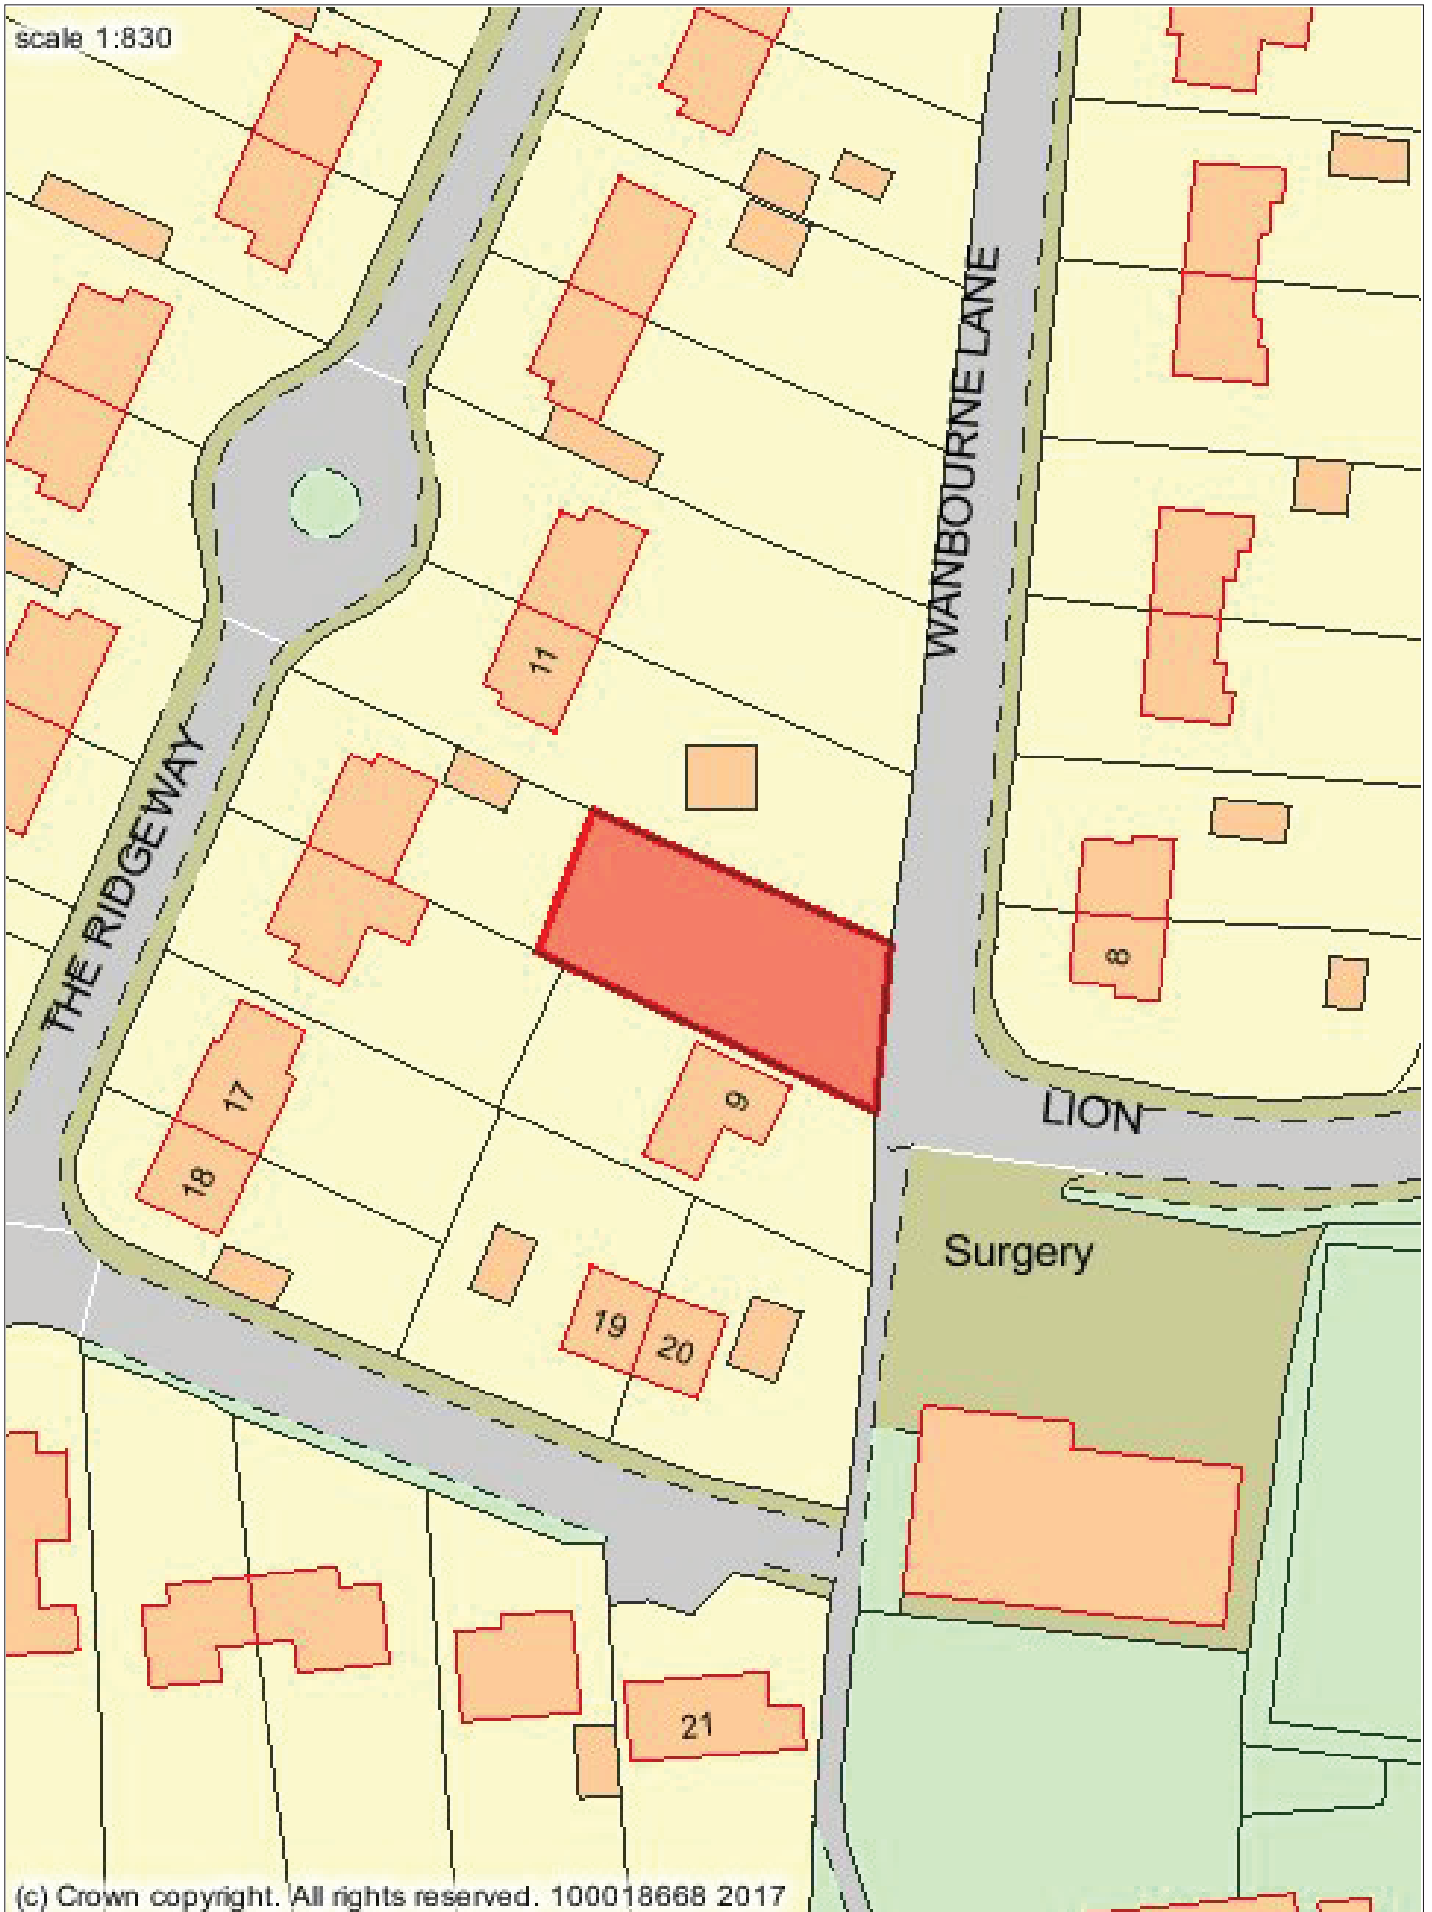 scale 1:830
WANBOURNE LANE
11
THE RIDGEWAY
8
9
LION
17
18
Surgery
19
20
21
(c) Crown copyright. All rights reserved. 100018668 2017